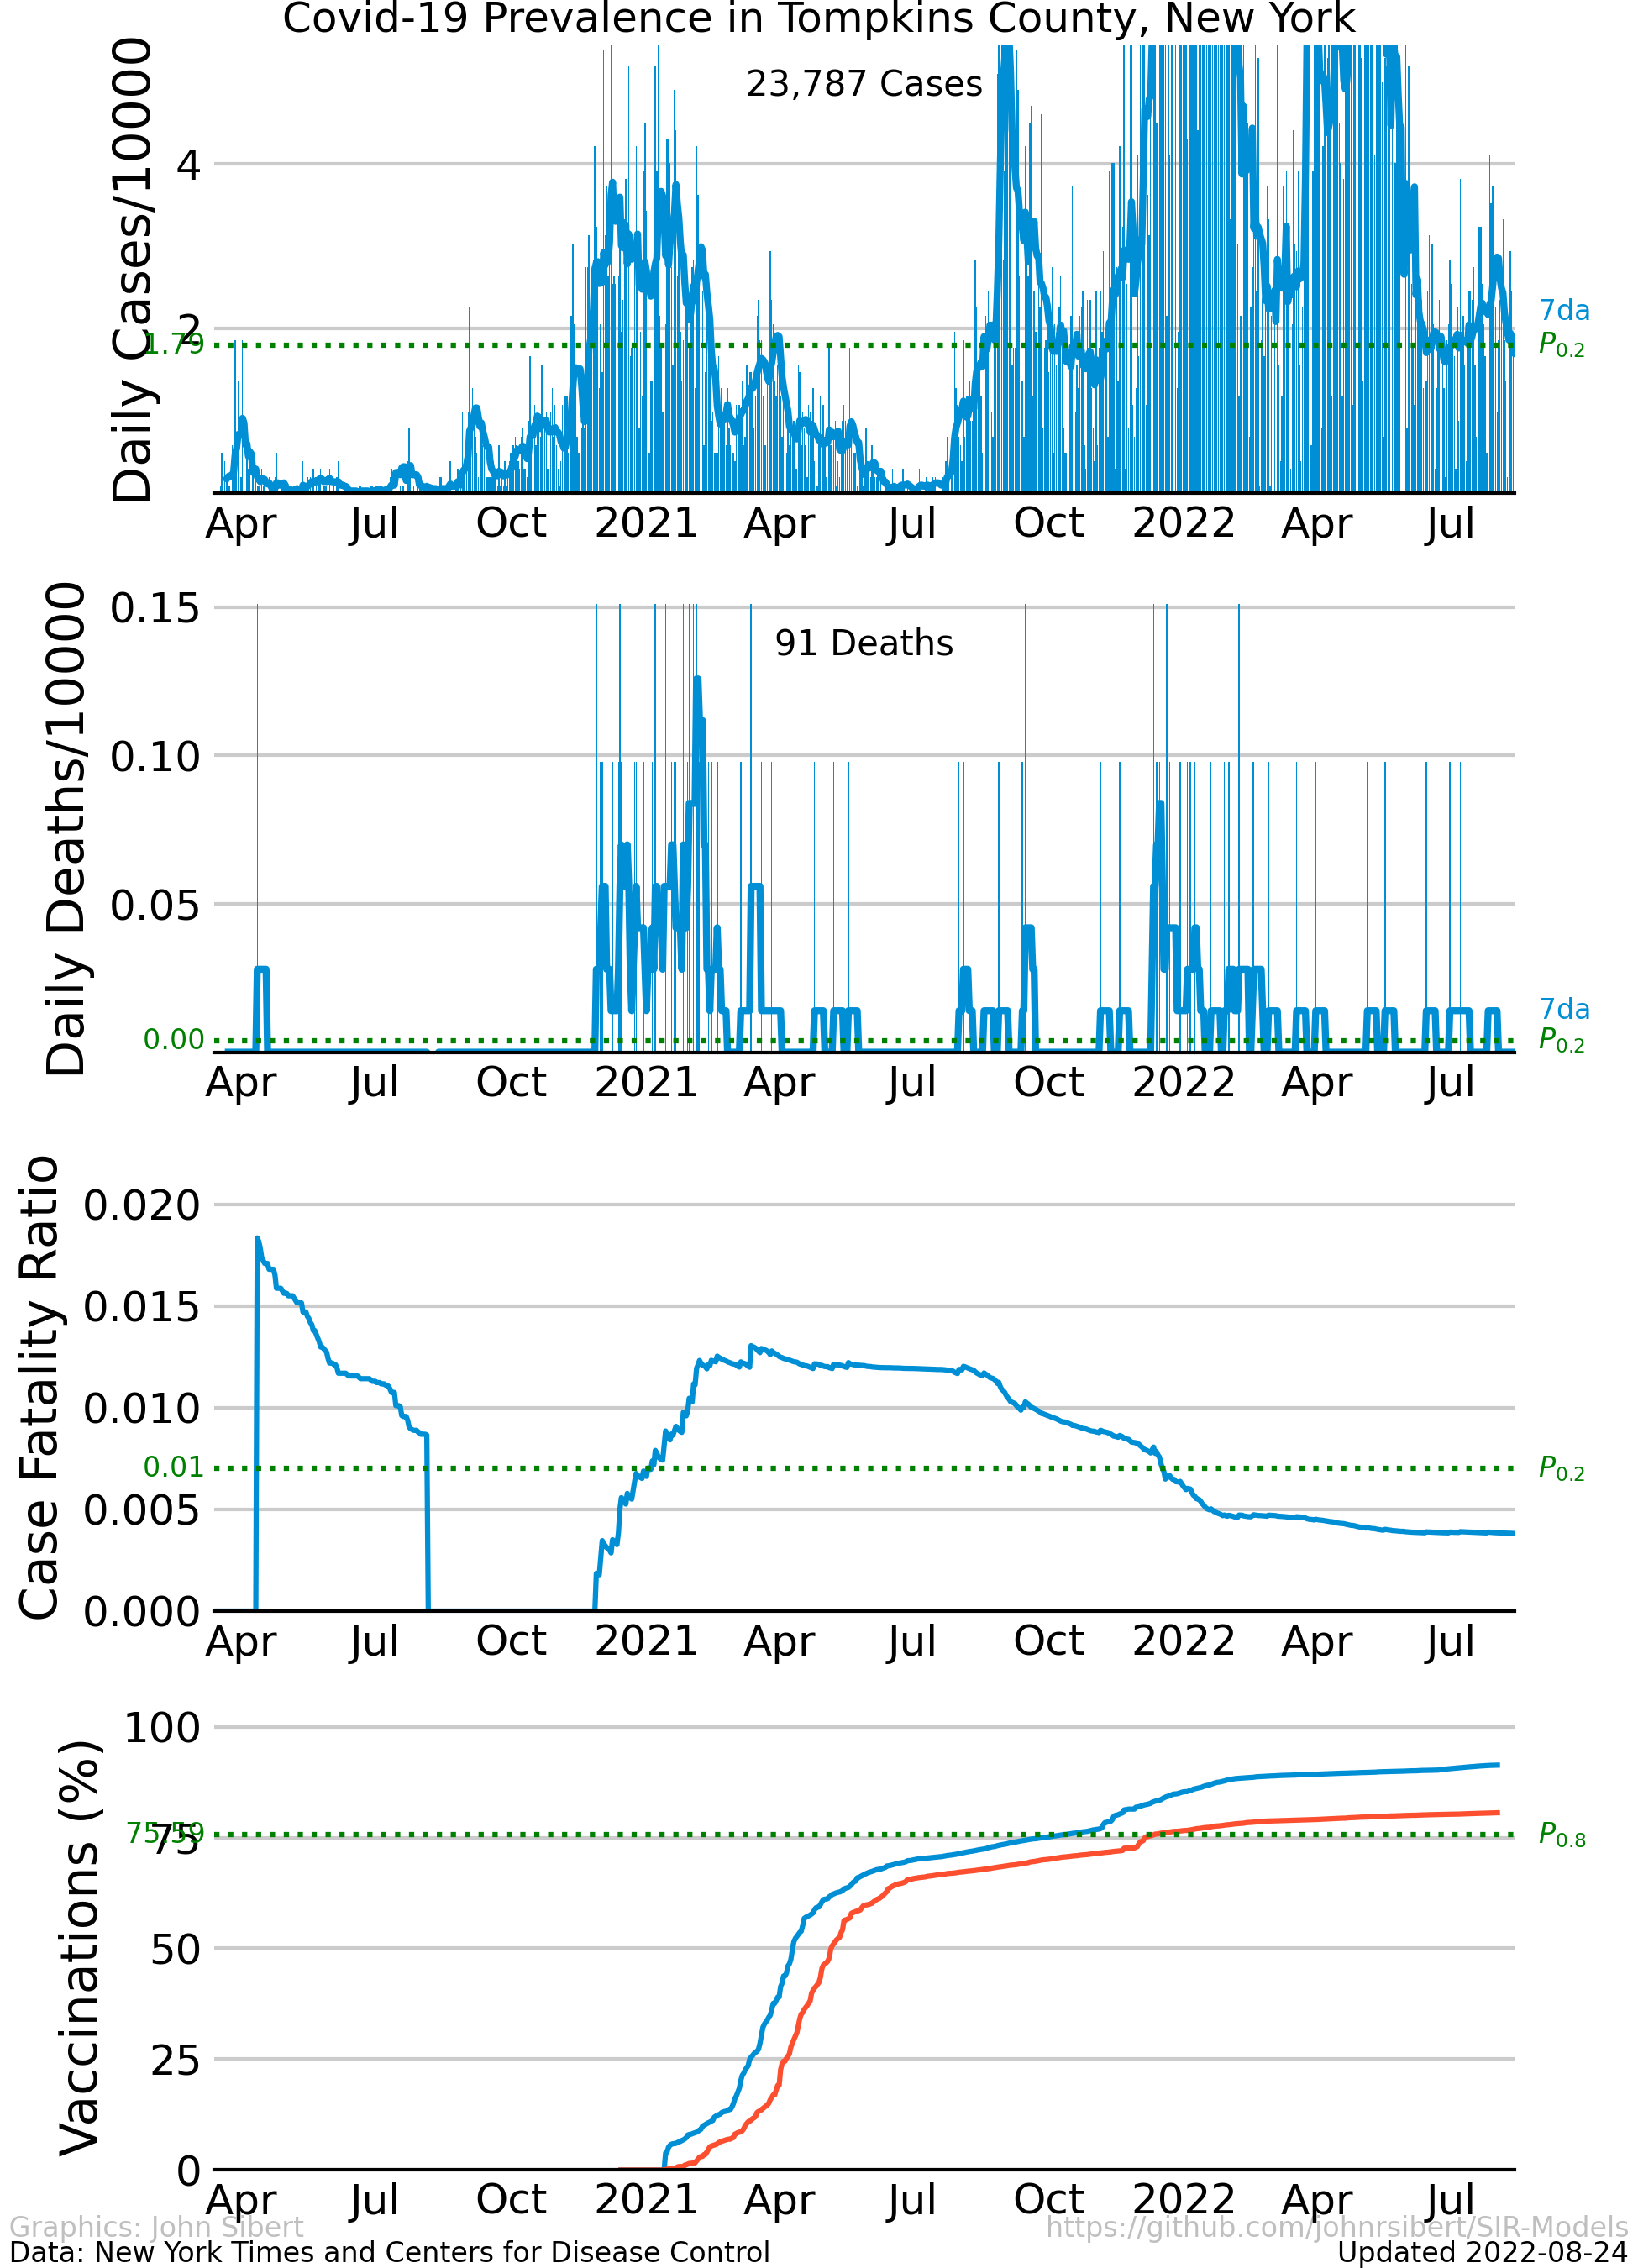 Covid-19 Prevalence in Tompkins County, New York
Daily Cases/10000
23,787 Cases
4
2
1.79
7da
P0.2
Apr Jul Oct 2021 Apr Jul Oct 2022 Apr Jul
Daily Deaths/10000
91 Deaths
0.15
0.10
0.05
0.00
7da
P0.2
Apr Jul Oct 2021 Apr Jul Oct 2022 Apr Jul
Case Fatality Ratio
0.020
0.015
0.010
0.01
P0.2
0.005
0.000
Apr Jul Oct 2021 Apr Jul Oct 2022 Apr Jul
Vaccinations (%)
100
75.59
75
P0.8
50
25
0
Apr Jul Oct 2021 Apr Jul Oct 2022 Apr Jul
Graphics: John Sibert https://github.com/johnrsibert/SIR-Models
Data: New York Times and Centers for Disease Control Updated 2022-08-24